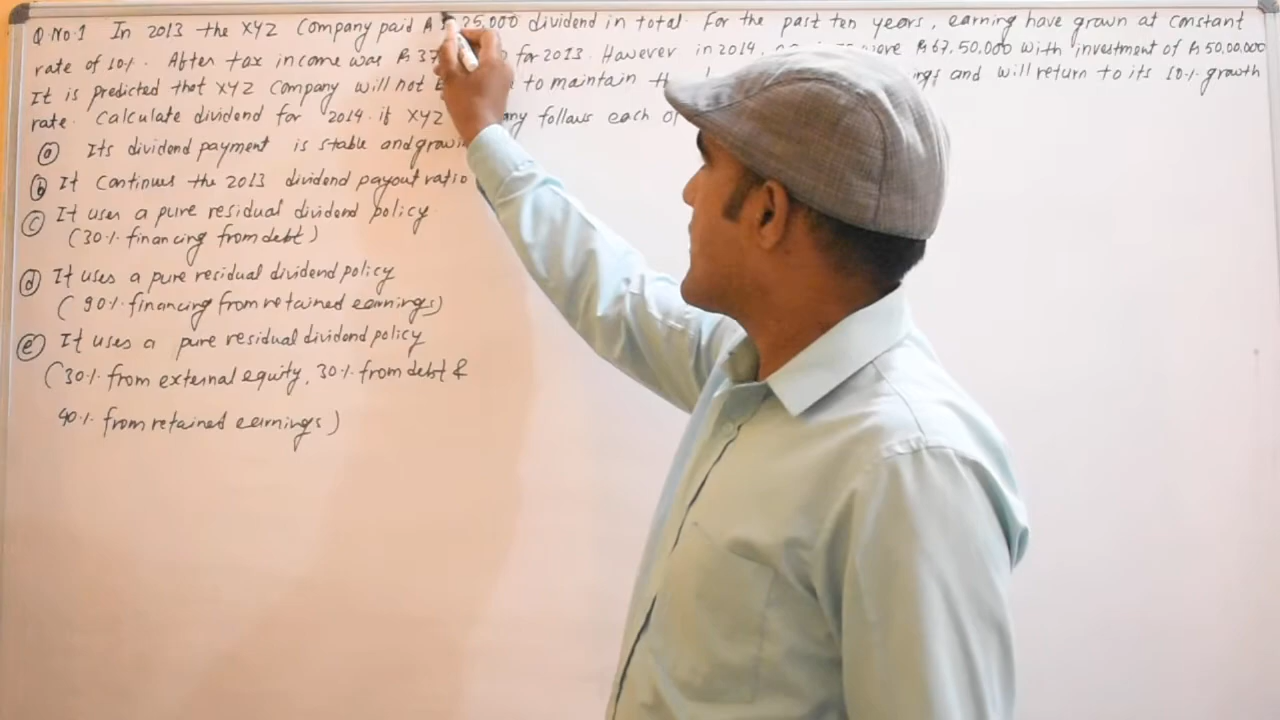 Q.No.1 In 2013 the XYZ Company paid 25,000 dividend in total. For the past ten years, earning have grown at constant
rate of 10%. After tax income was Rs 37 for 2013. However in 2014, were Rs 67,50,000 with investment of Rs 50,00,000
It is predicted that XYZ Company will not to maintain and will return to its 10% growth
rate. Calculate dividend for 2014 if XYZ follows each of
(a) Its dividend payment is stable and
(b) It continues the 2013 dividend payout ratio
(c) It uses a pure residual dividend policy.
(30% financing from debt)
(d) It uses a pure residual dividend policy
(90% financing from retained earnings)
(e) It uses a pure residual dividend policy
(30% from external equity, 30% from debt &
40% from retained earnings)